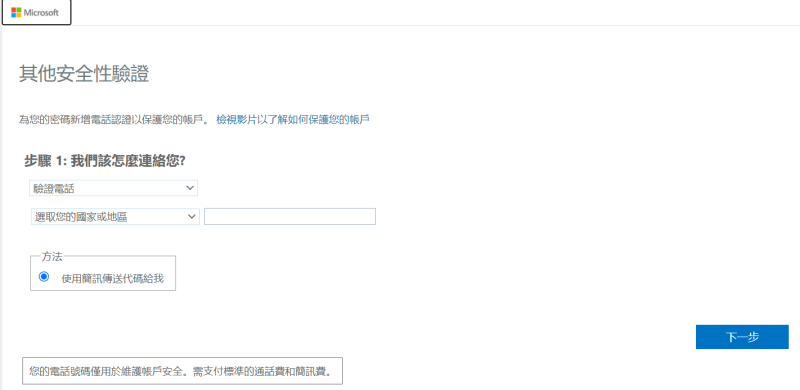 Microsoft
其他安全性驗證
為您的密碼新增電話認證以保護您的帳戶。 檢視影片以了解如何保護您的帳戶
步驟 1: 我們該怎麼連絡您?
驗證電話
選取您的國家或地區
方法
使用簡訊傳送代碼給我
下一步
您的電話號碼僅用於維護帳戶安全。需支付標準的通話費和簡訊費。